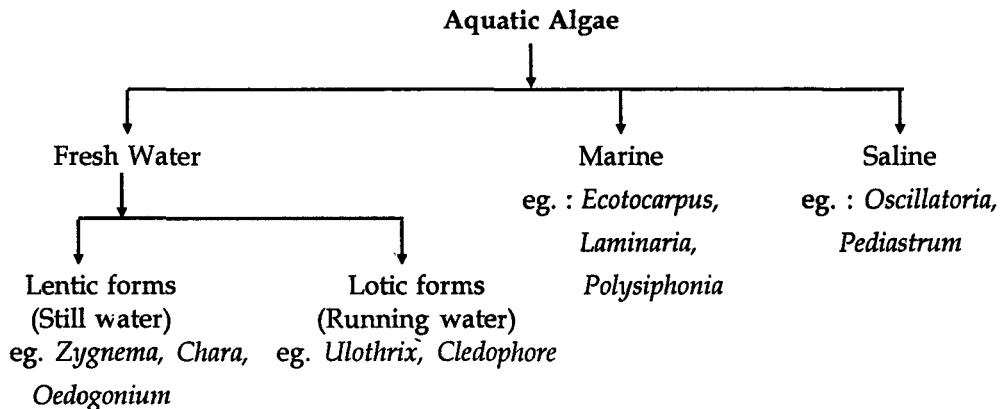 Aquatic Algae
Fresh Water
Marine
eg. : Ecotocarpus,
Laminaria,
Polysiphonia
Saline
eg. : Oscillatoria,
Pediastrum
Lentic forms
(Still water)
eg. Zygnema, Chara,
Oedogonium
Lotic forms
(Running water)
eg. Ulothrix, Cledophore